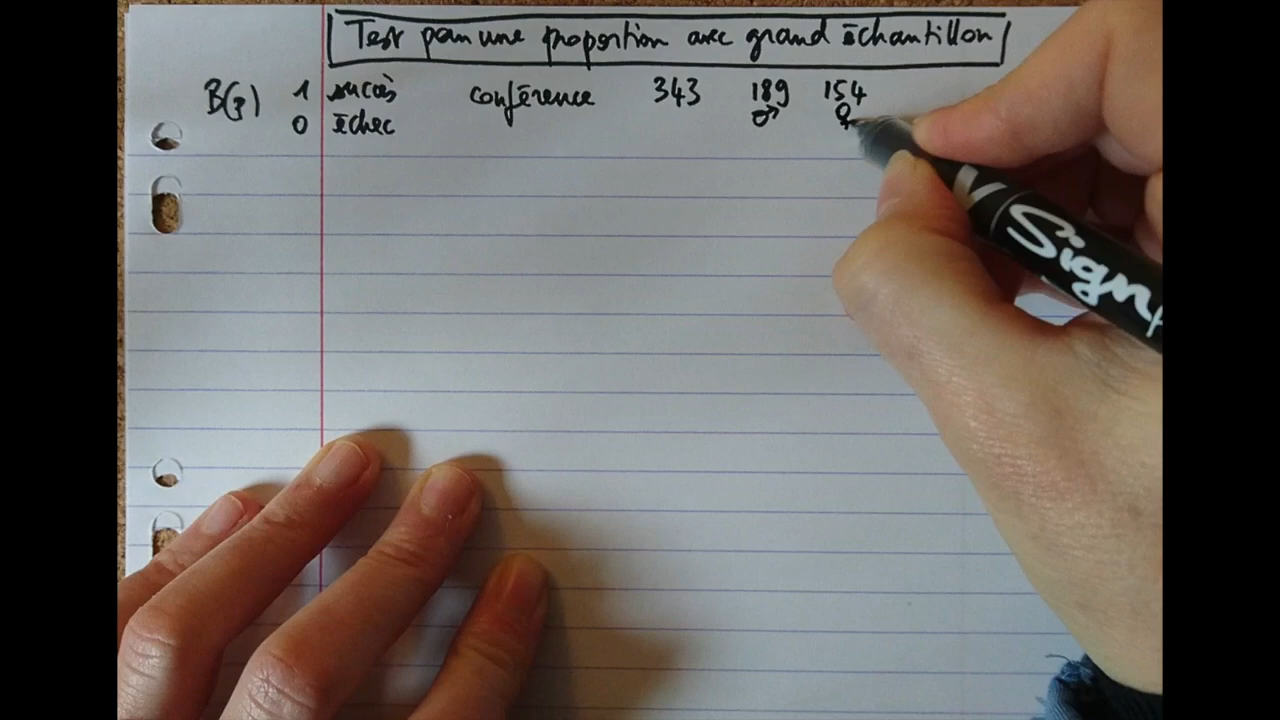 Test pour une proportion avec grand échantillon
B(p) 1 succès conférence 343 189 154
0 échec ♂ ♀
Sign